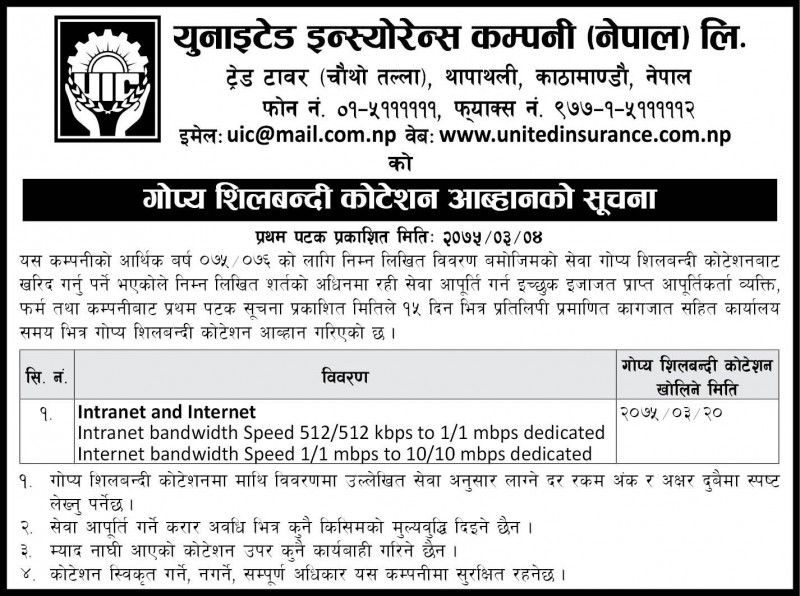 UIC
युनाइटेड इन्स्योरेन्स कम्पनी (नेपाल) लि.
ट्रेड टावर (चौथो तल्ला), थापाथली, काठामाण्डौ, नेपाल
फोन नं. ०१-५१११११११, फ्याक्स नं. ९७७-१-५१११११२
इमेल: uic@mail.com.np वेब: www.unitedinsurance.com.np
को
गोप्य शिलबन्दी कोटेशन आब्हानको सूचना
प्रथम पटक प्रकाशित मिति: २०७५/०३/०४
यस कम्पनीको आर्थिक बर्ष ०७५/०७६ को लागि निम्न लिखित विवरण बमोजिमको सेवा गोप्य शिलबन्दी कोटेशनबाट
खरिद गर्नु पर्ने भएकोले निम्न लिखित शर्तको अधिनमा रही सेवा आपूर्ति गर्न इच्छुक इजाजत प्राप्त आपूर्तिकर्ता व्यक्ति,
फर्म तथा कम्पनीबाट प्रथम पटक सूचना प्रकाशित मितिले १५ दिन भित्र प्रतिलिपी प्रमाणित कागजात सहित कार्यालय
समय भित्र गोप्य शिलबन्दी कोटेशन आब्हान गरिएको छ ।
सि. नं. विवरण गोप्य शिलबन्दी कोटेशन
खोलिने मिति
१. Intranet and Internet २०७५/०३/२०
Intranet bandwidth Speed 512/512 kbps to 1/1 mbps dedicated
Internet bandwidth Speed 1/1 mbps to 10/10 mbps dedicated
१. गोप्य शिलबन्दी कोटेशनमा माथि विवरणमा उल्लेखित सेवा अनुसार लाग्ने दर रकम अंक र अक्षर दुबैमा स्पष्ट
लेख्नु पर्नेछ ।
२. सेवा आपूर्ति गर्ने करार अवधि भित्र कुनै किसिमको मुल्यवुद्धि दिइने छैन ।
३. म्याद नाघी आएको कोटेशन उपर कुनै कार्यबाही गरिने छैन ।
४. कोटेशन स्विकृत गर्ने, नगर्ने, सम्पूर्ण अधिकार यस कम्पनीमा सुरक्षित रहनेछ ।